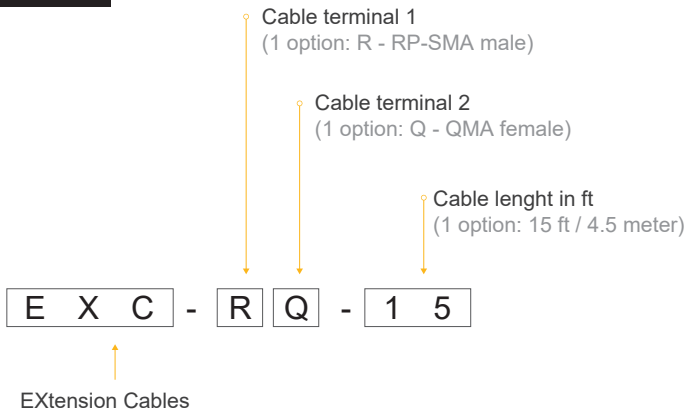 Cable terminal 1
(1 option: R - RP-SMA male)
Cable terminal 2
(1 option: Q - QMA female)
Cable lenght in ft
(1 option: 15 ft / 4.5 meter)
E X C - R Q - 1 5
EXtension Cables